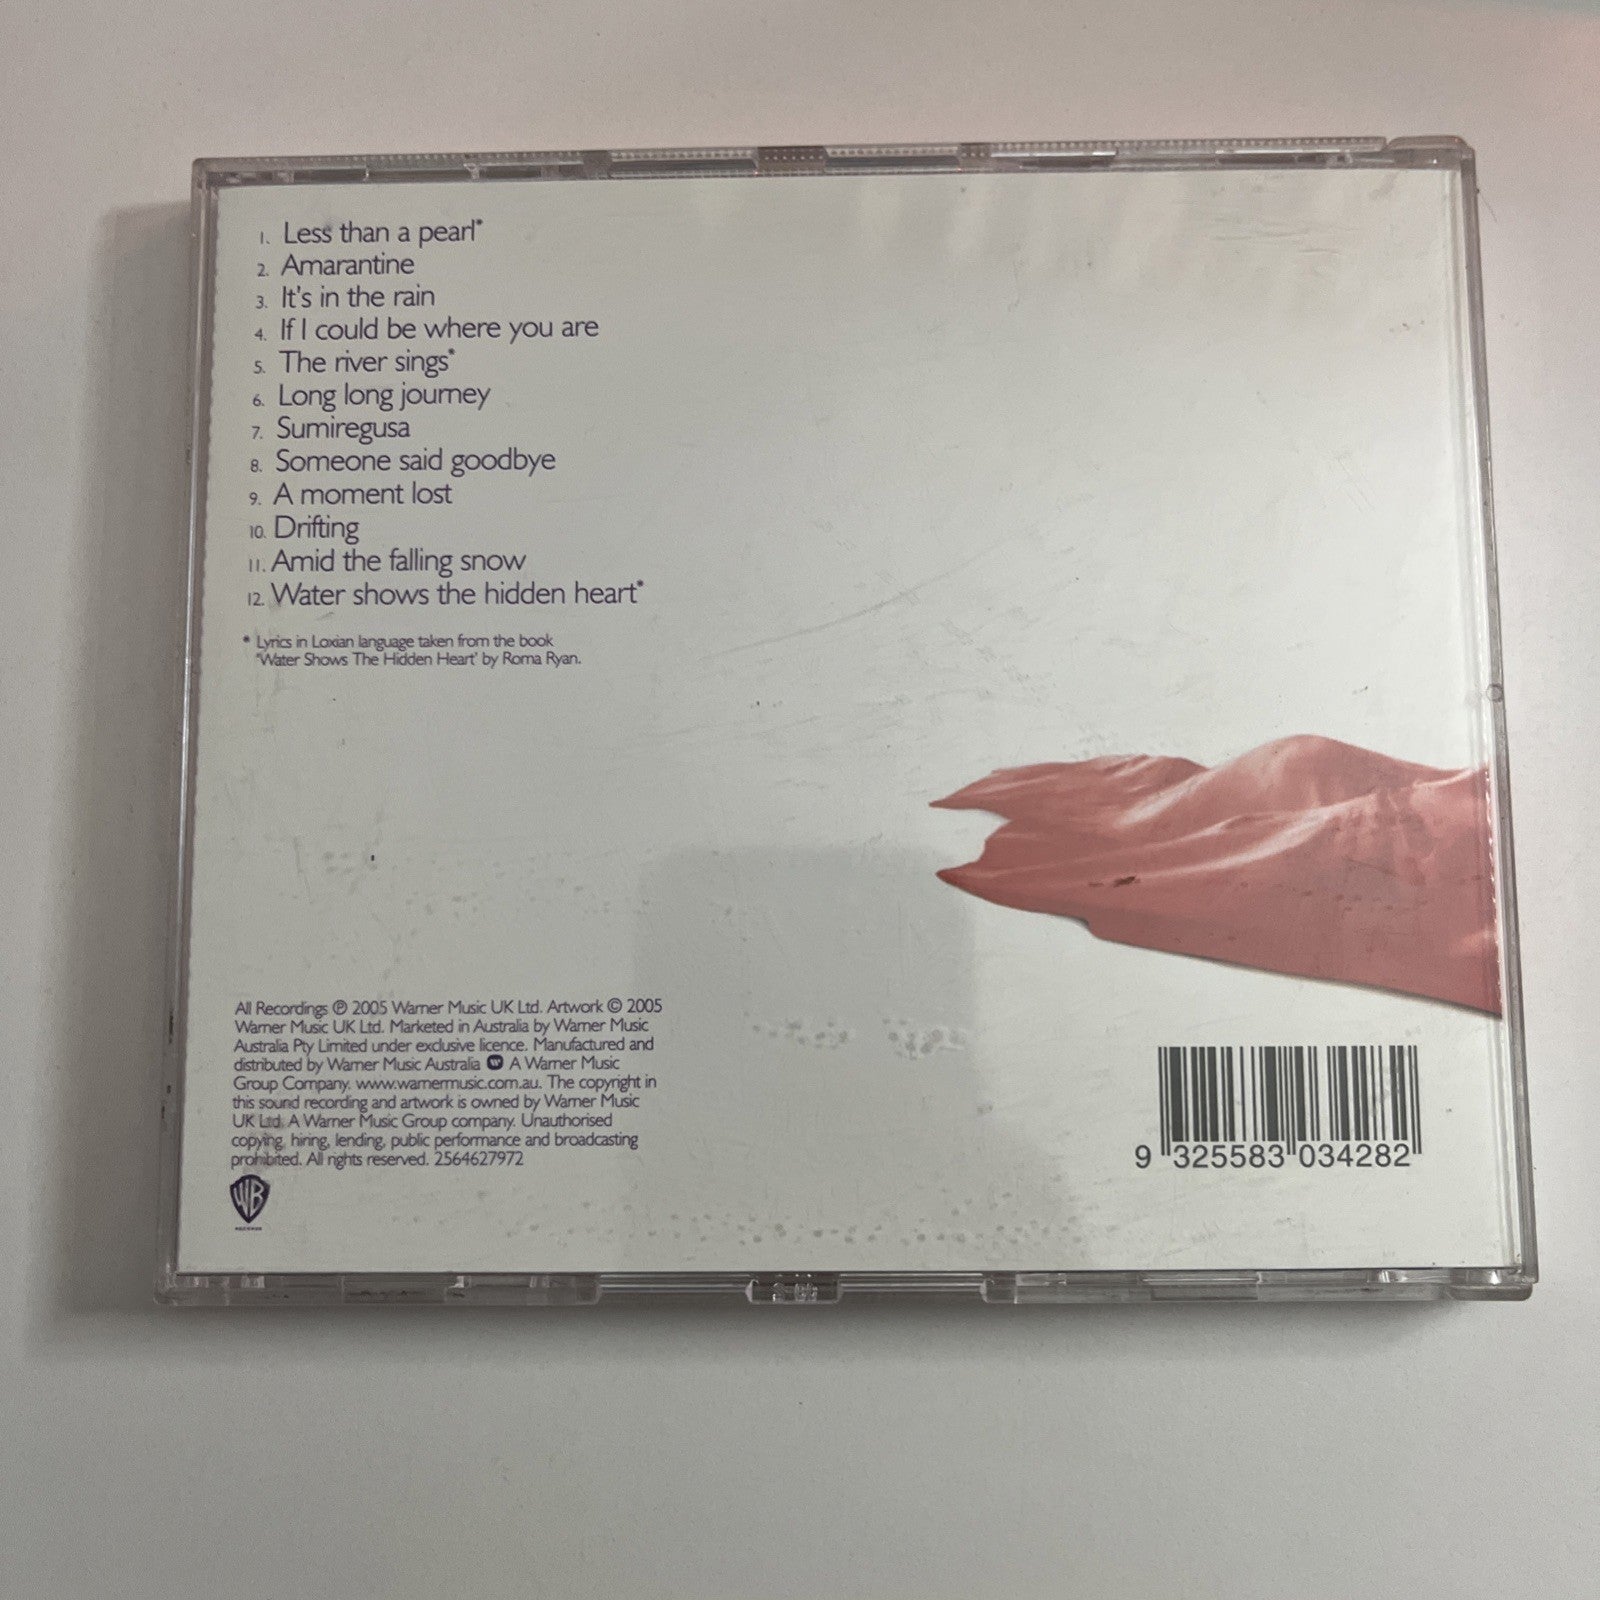 1. Less than a pearl*
2. Amarantine
3. It's in the rain
4. If I could be where you are
5. The river sings*
6. Long long journey
7. Sumiregusa
8. Someone said goodbye
9. A moment lost
10. Drifting
11. Amid the falling snow
12. Water shows the hidden heart*
* Lyrics in Loxian language taken from the book
'Water Shows The Hidden Heart' by Roma Ryan.
All Recordings ℗ 2005 Warner Music UK Ltd. Artwork © 2005
Warner Music UK Ltd. Marketed in Australia by Warner Music
Australia Pty Limited under exclusive licence. Manufactured and
distributed by Warner Music Australia A Warner Music
Group Company. www.warnermusic.com.au. The copyright in
this sound recording and artwork is owned by Warner Music
UK Ltd. A Warner Music Group company. Unauthorised
copying, hiring, lending, public performance and broadcasting
prohibited. All rights reserved. 2564627972
WB
9 325583 034282